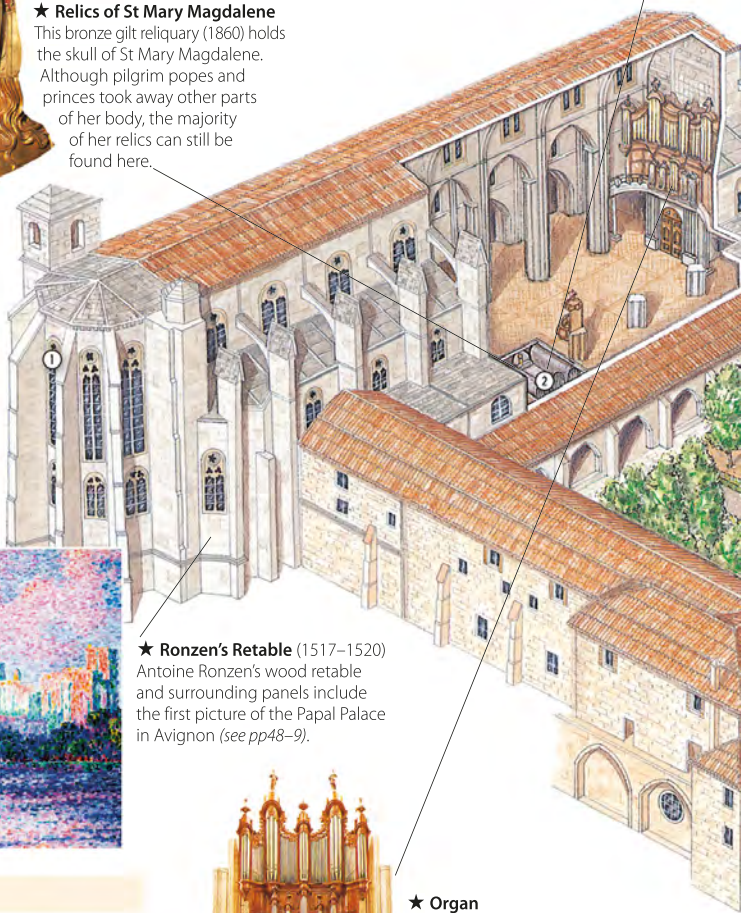 ★ Relics of St Mary Magdalene
This bronze gilt reliquary (1860) holds
the skull of St Mary Magdalene.
Although pilgrim popes and
princes took away other parts
of her body, the majority
of her relics can still be
found here.
1
2
★ Ronzen's Retable (1517–1520)
Antoine Ronzen's wood retable
and surrounding panels include
the first picture of the Papal Palace
in Avignon (see pp48–9).
★ Organ